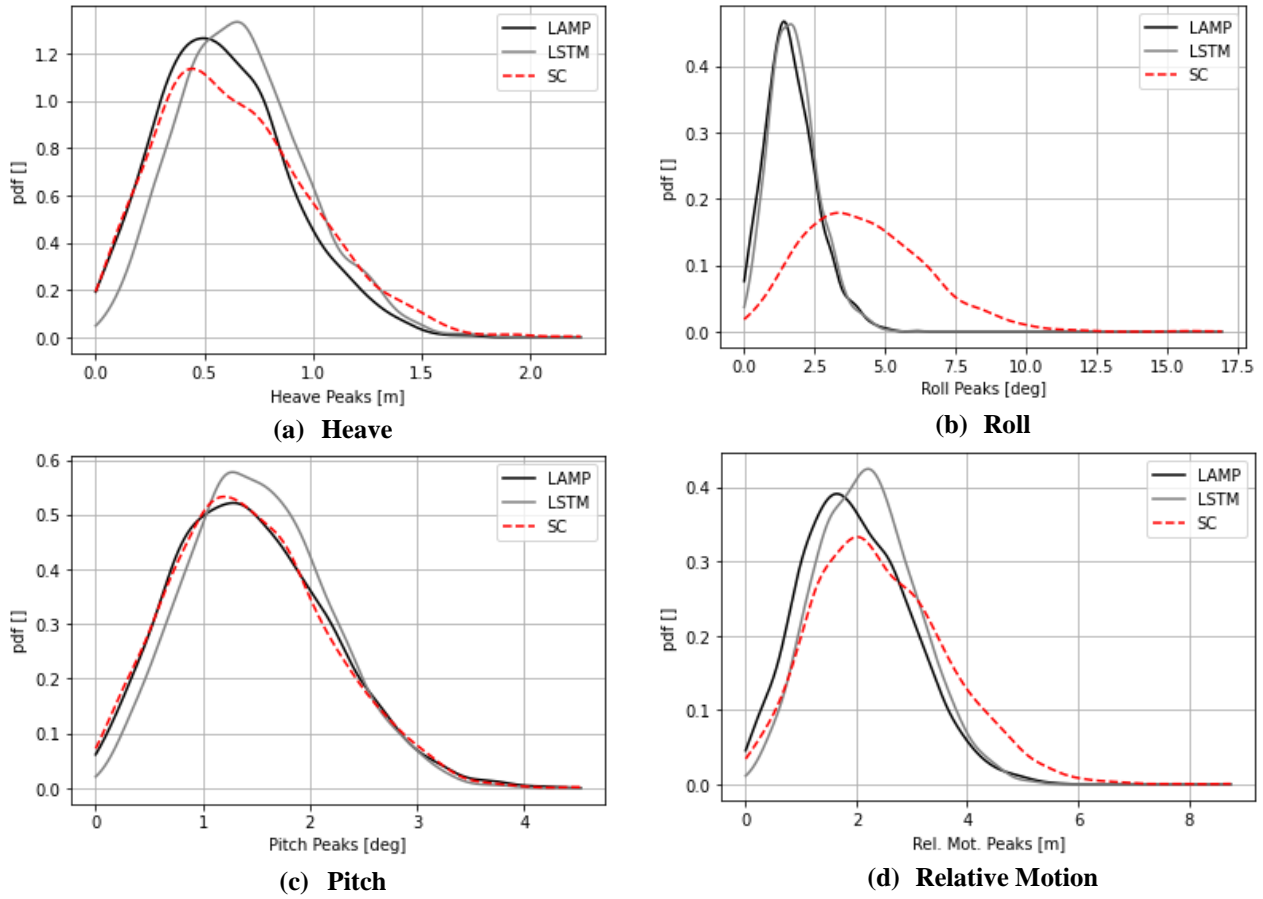 LAMP
LSTM
SC
pdf []
1.2
1.0
0.8
0.6
0.4
0.2
0.0
0.0 0.5 1.0 1.5 2.0
Heave Peaks [m]
(a) Heave
LAMP
LSTM
SC
pdf []
0.4
0.3
0.2
0.1
0.0
0.0 2.5 5.0 7.5 10.0 12.5 15.0 17.5
Roll Peaks [deg]
(b) Roll
LAMP
LSTM
SC
pdf []
0.6
0.5
0.4
0.3
0.2
0.1
0.0
0 1 2 3 4
Pitch Peaks [deg]
(c) Pitch
LAMP
LSTM
SC
pdf []
0.4
0.3
0.2
0.1
0.0
0 2 4 6 8
Rel. Mot. Peaks [m]
(d) Relative Motion